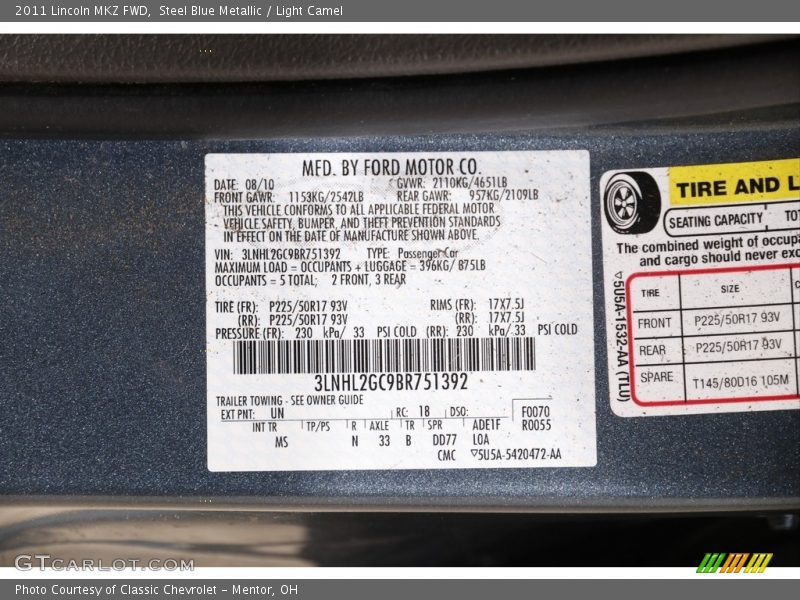 2011 Lincoln MKZ FWD, Steel Blue Metallic / Light Camel
MFD. BY FORD MOTOR CO.
DATE: 08/10 GVWR: 2110KG/4651LB
FRONT GAWR: 1153KG/2542LB REAR GAWR: 957KG/2109LB
THIS VEHICLE CONFORMS TO ALL APPLICABLE FEDERAL MOTOR
VEHICLE SAFETY, BUMPER, AND THEFT PREVENTION STANDARDS
IN EFFECT ON THE DATE OF MANUFACTURE SHOWN ABOVE
VIN: 3LNHL2GC9BR751392 TYPE: Passenger Car
MAXIMUM LOAD = OCCUPANTS + LUGGAGE = 396KG/ 875LB
OCCUPANTS = 5 TOTAL; 2 FRONT, 3 REAR
TIRE (FR): P225/50R17 93V RIMS (FR): 17X7.5J
(RR): P225/50R17 93V (RR): 17X7.5J
PRESSURE (FR): 230 kPa/ 33 PSI COLD (RR): 230 kPa/ 33 PSI COLD
3LNHL2GC9BR751392
TRAILER TOWING - SEE OWNER GUIDE
EXT PNT: UN RC: 18 DSO: F0070
INT TR TP/PS R AXLE TR SPR ADE1F R0055
MS N 33 B DD77 L0A
CMC ▽5U5A-5420472-AA
TIRE AND L
SEATING CAPACITY TOT
The combined weight of occupa
and cargo should never exc
TIRE SIZE C
FRONT P225/50R17 93V
REAR P225/50R17 93V
SPARE T145/80D16 105M
▽5U5A-1532-AA (TLU)
GTCARLOT.COM
Photo Courtesy of Classic Chevrolet - Mentor, OH